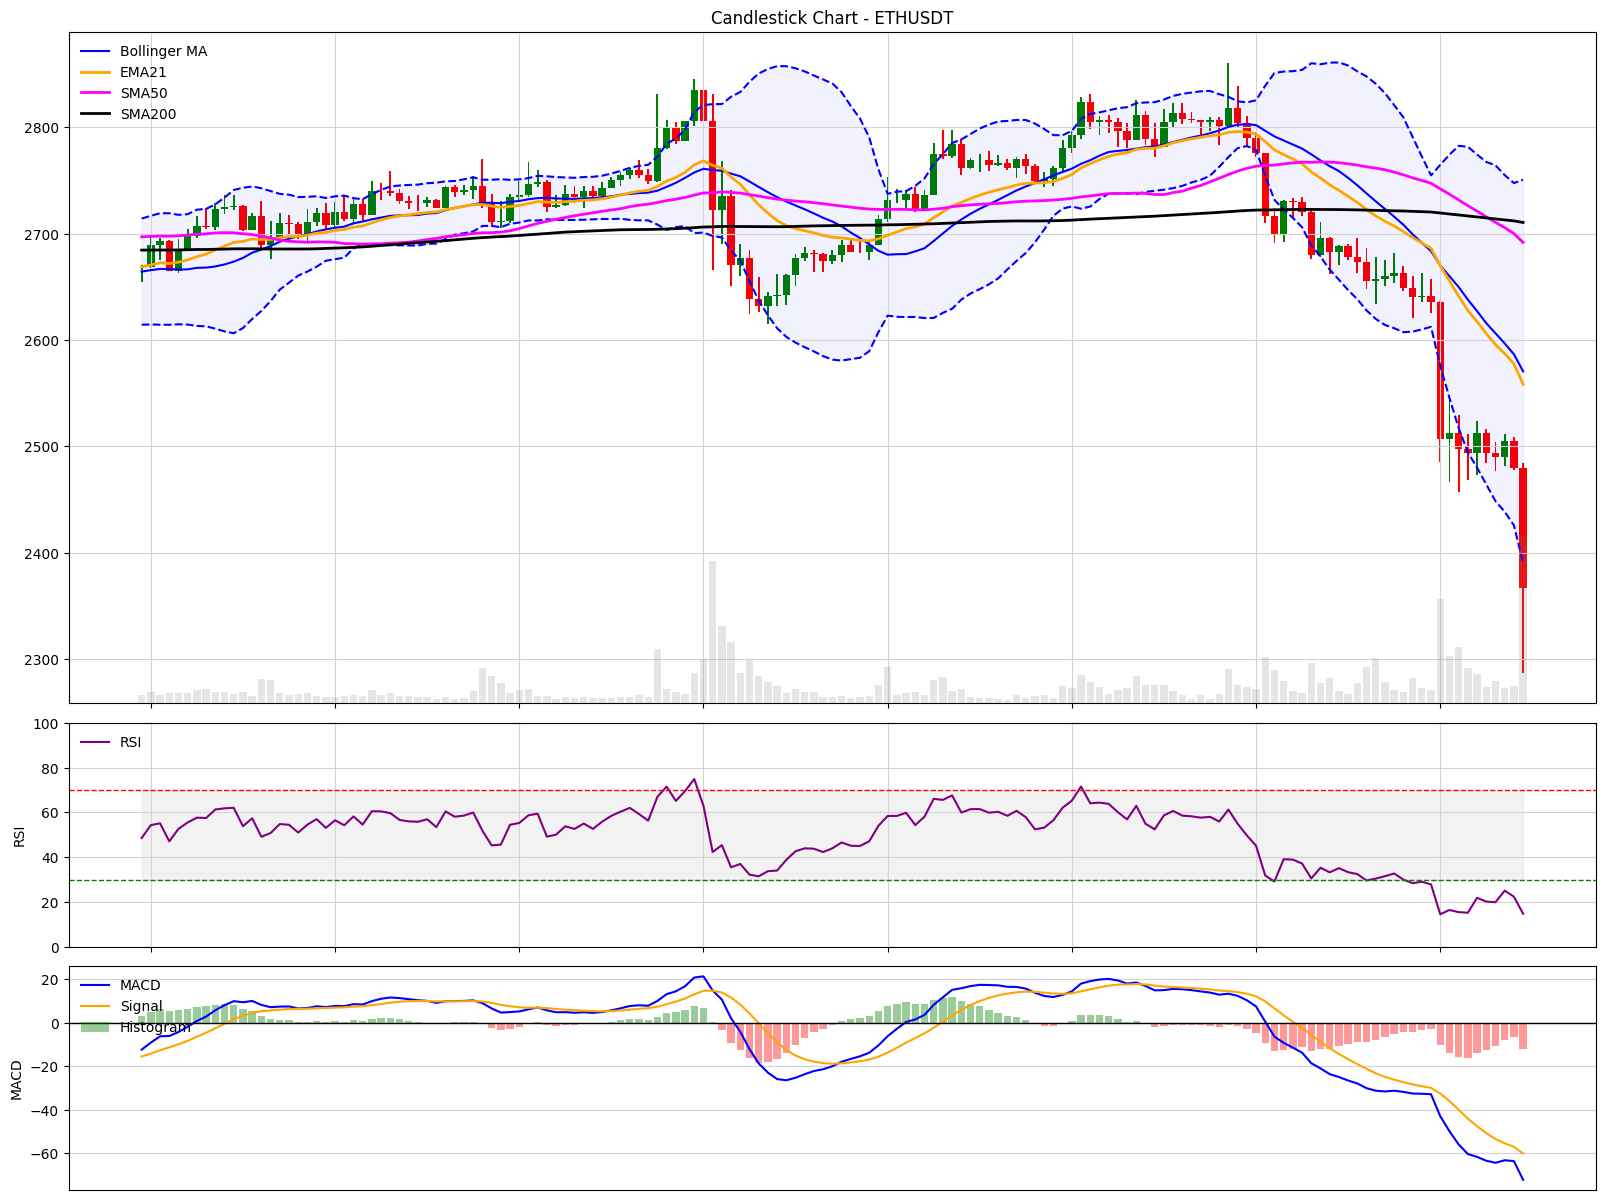 Candlestick Chart - ETHUSDT
Bollinger MA
EMA21
SMA50
SMA200
2800
2700
2600
2500
2400
2300
100
RSI
80
60
RSI
40
20
0
20
MACD
Signal
0
Histogram
−20
MACD
−40
−60